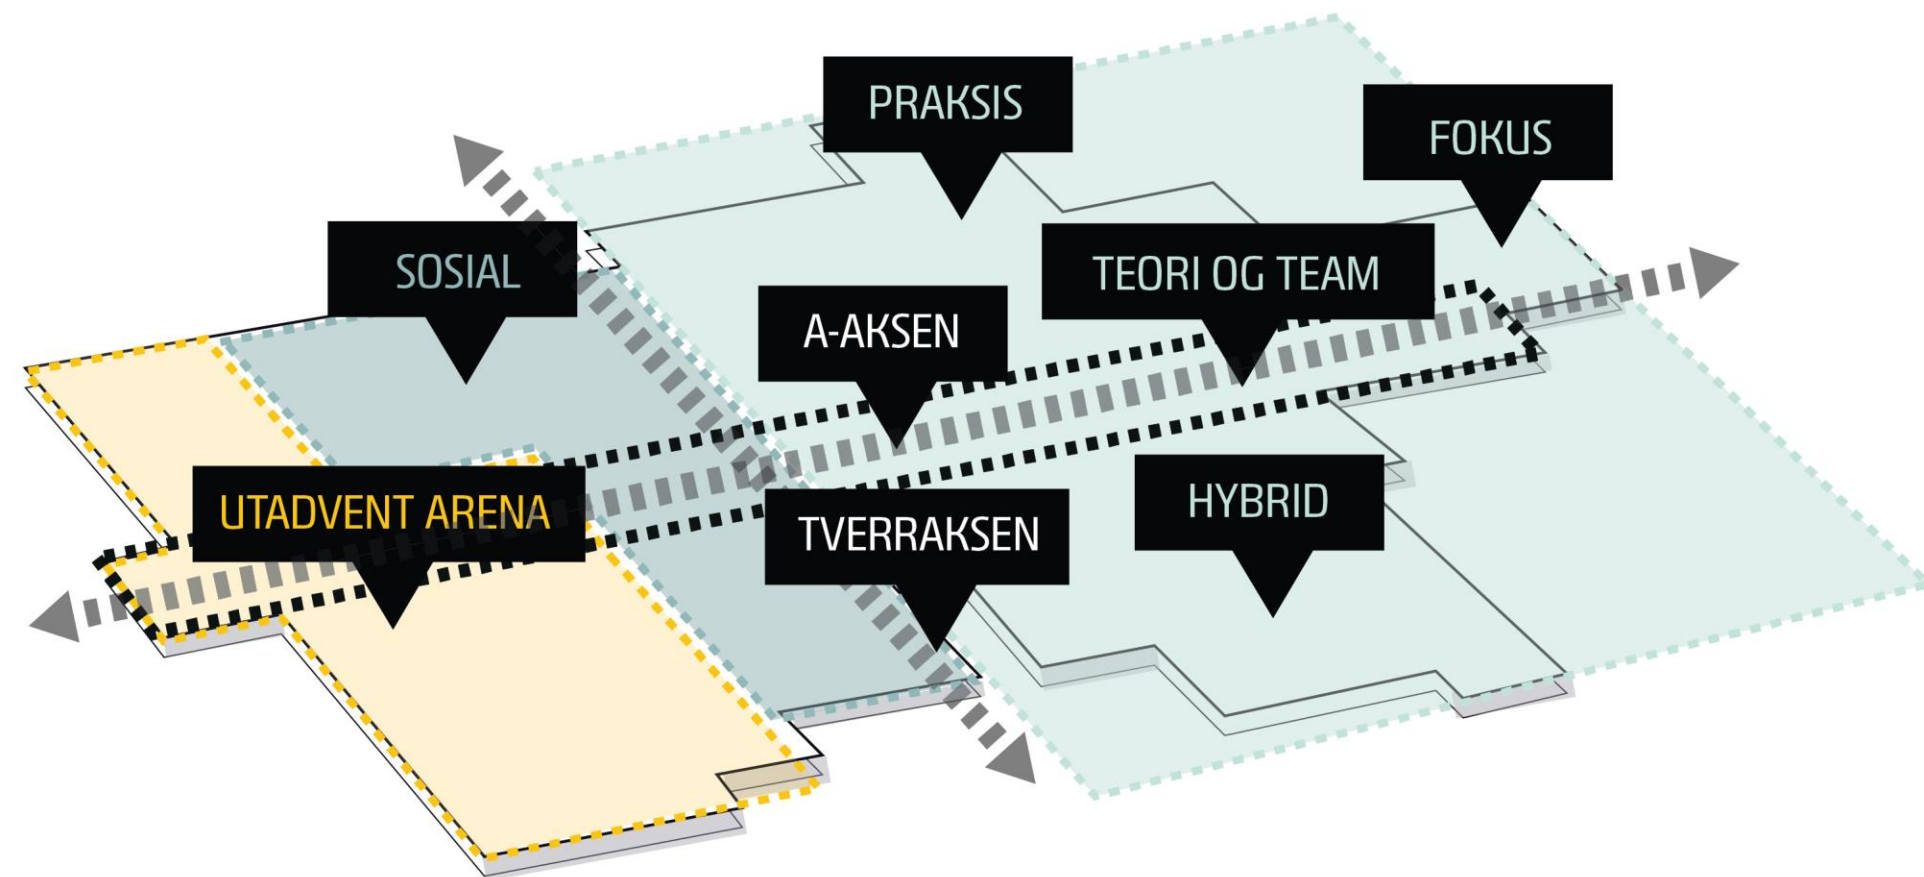 PRAKSIS
FOKUS
SOSIAL
TEORI OG TEAM
A-AKSEN
UTADVENT ARENA
TVERRAKSEN
HYBRID